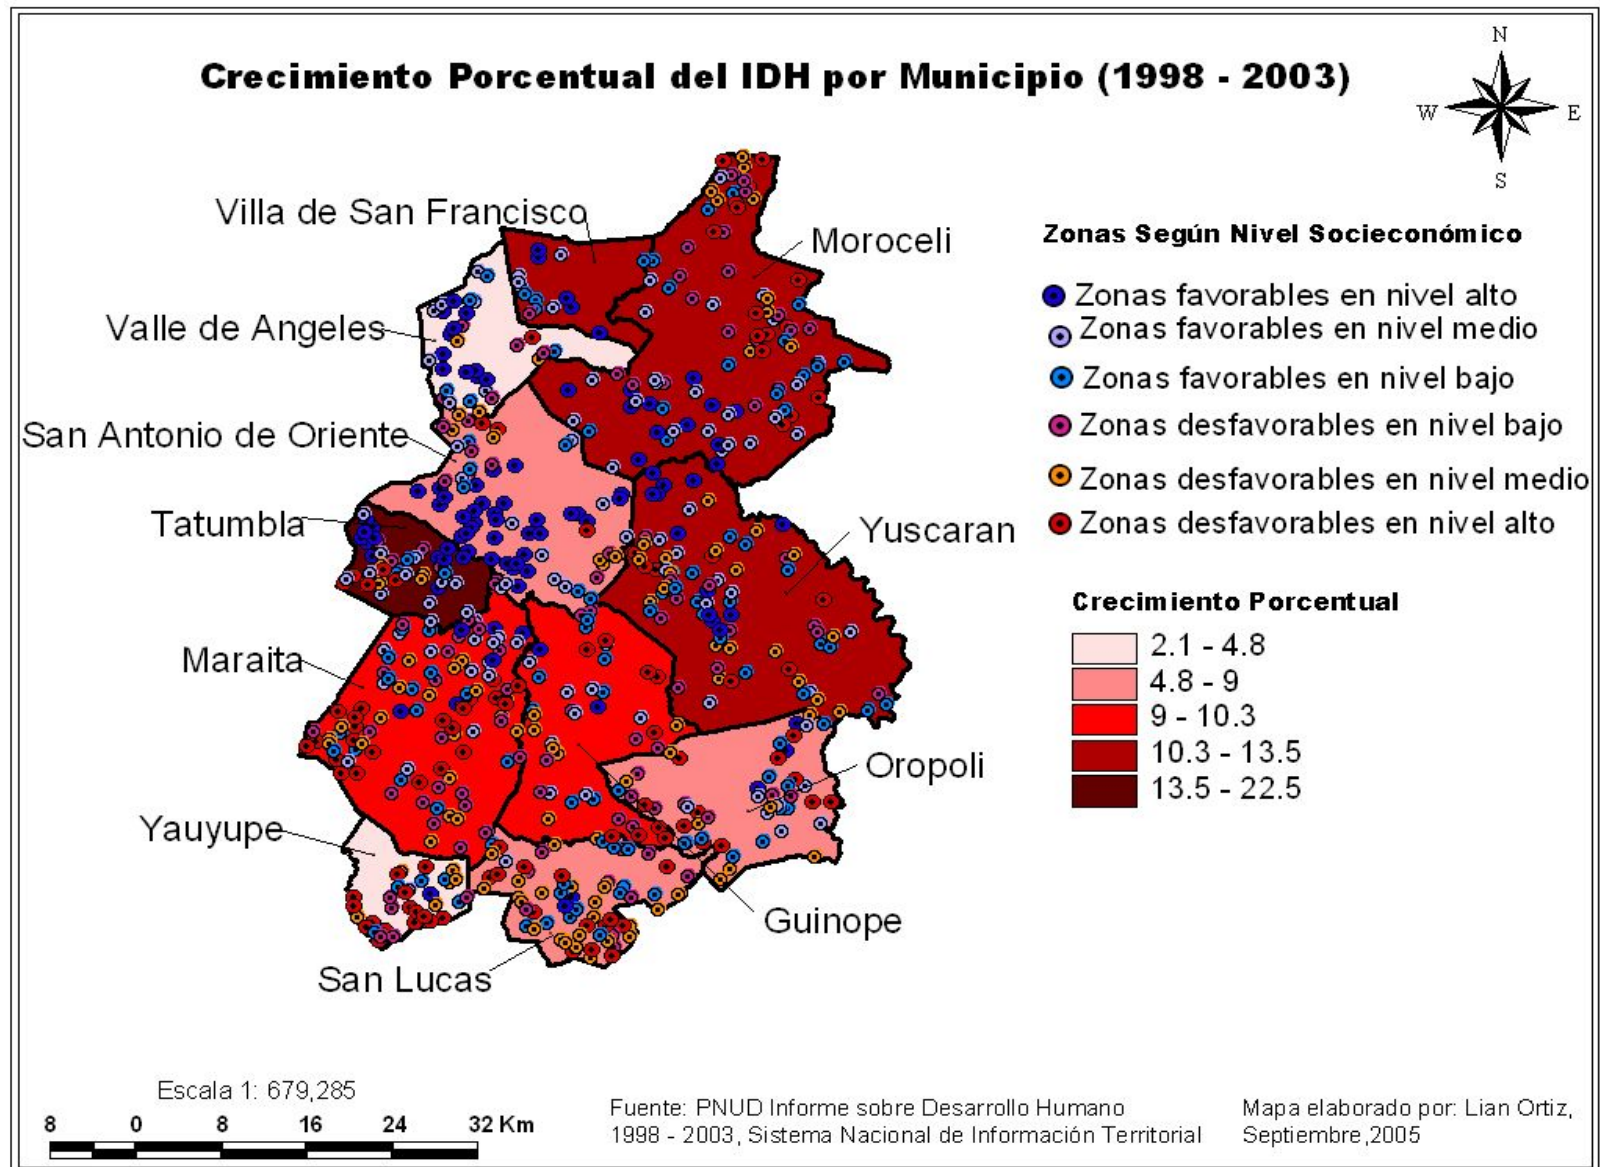 Crecimiento Porcentual del IDH por Municipio (1998 - 2003)
N
W
E
S
Villa de San Francisco
Moroceli
Valle de Angeles
San Antonio de Oriente
Tatumbla
Yuscaran
Maraita
Oropoli
Yauyupe
Guinope
San Lucas
Zonas Según Nivel Socieconómico
Zonas favorables en nivel alto
Zonas favorables en nivel medio
Zonas favorables en nivel bajo
Zonas desfavorables en nivel bajo
Zonas desfavorables en nivel medio
Zonas desfavorables en nivel alto
Crecimiento Porcentual
2.1 - 4.8
4.8 - 9
9 - 10.3
10.3 - 13.5
13.5 - 22.5
Escala 1: 679,285
8 0 8 16 24 32 Km
Fuente: PNUD Informe sobre Desarrollo Humano
1998 - 2003, Sistema Nacional de Información Territorial
Mapa elaborado por: Lian Ortiz,
Septiembre,2005